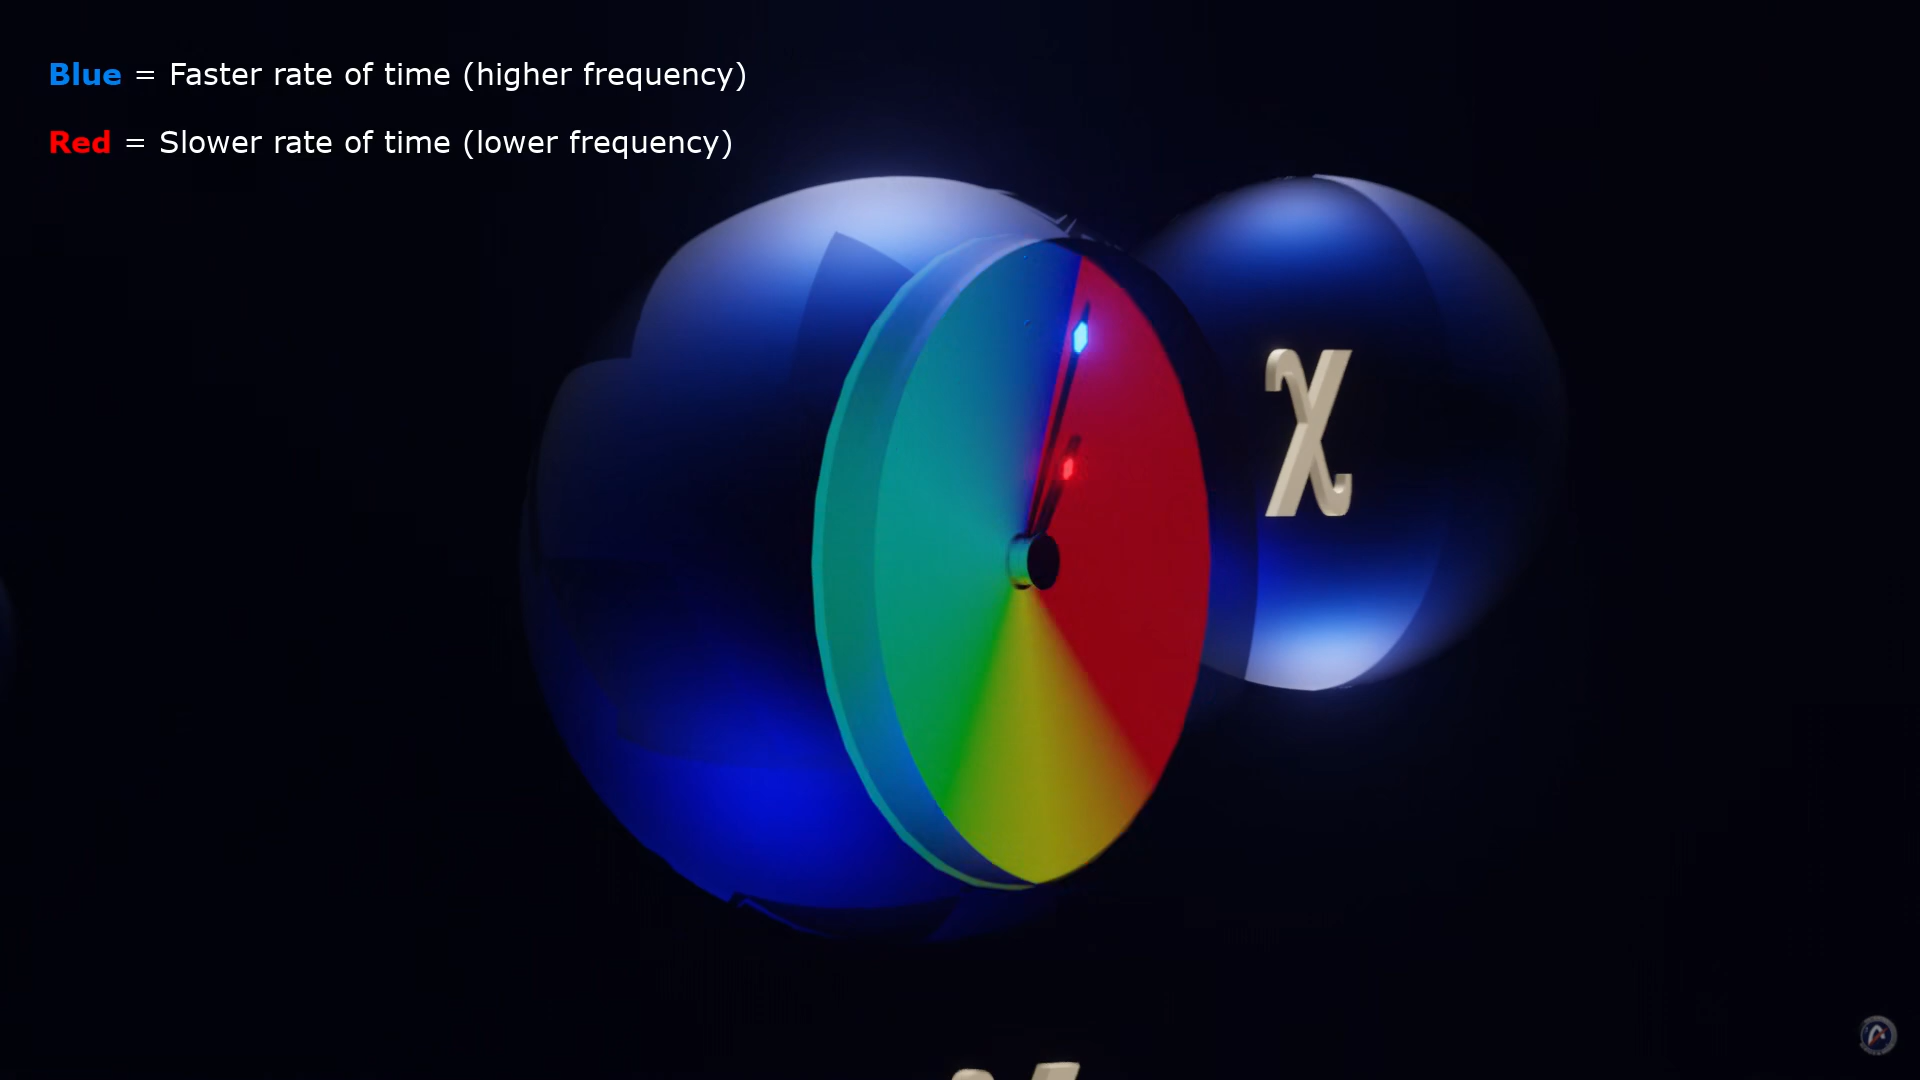 Blue = Faster rate of time (higher frequency)
Red = Slower rate of time (lower frequency)
χ